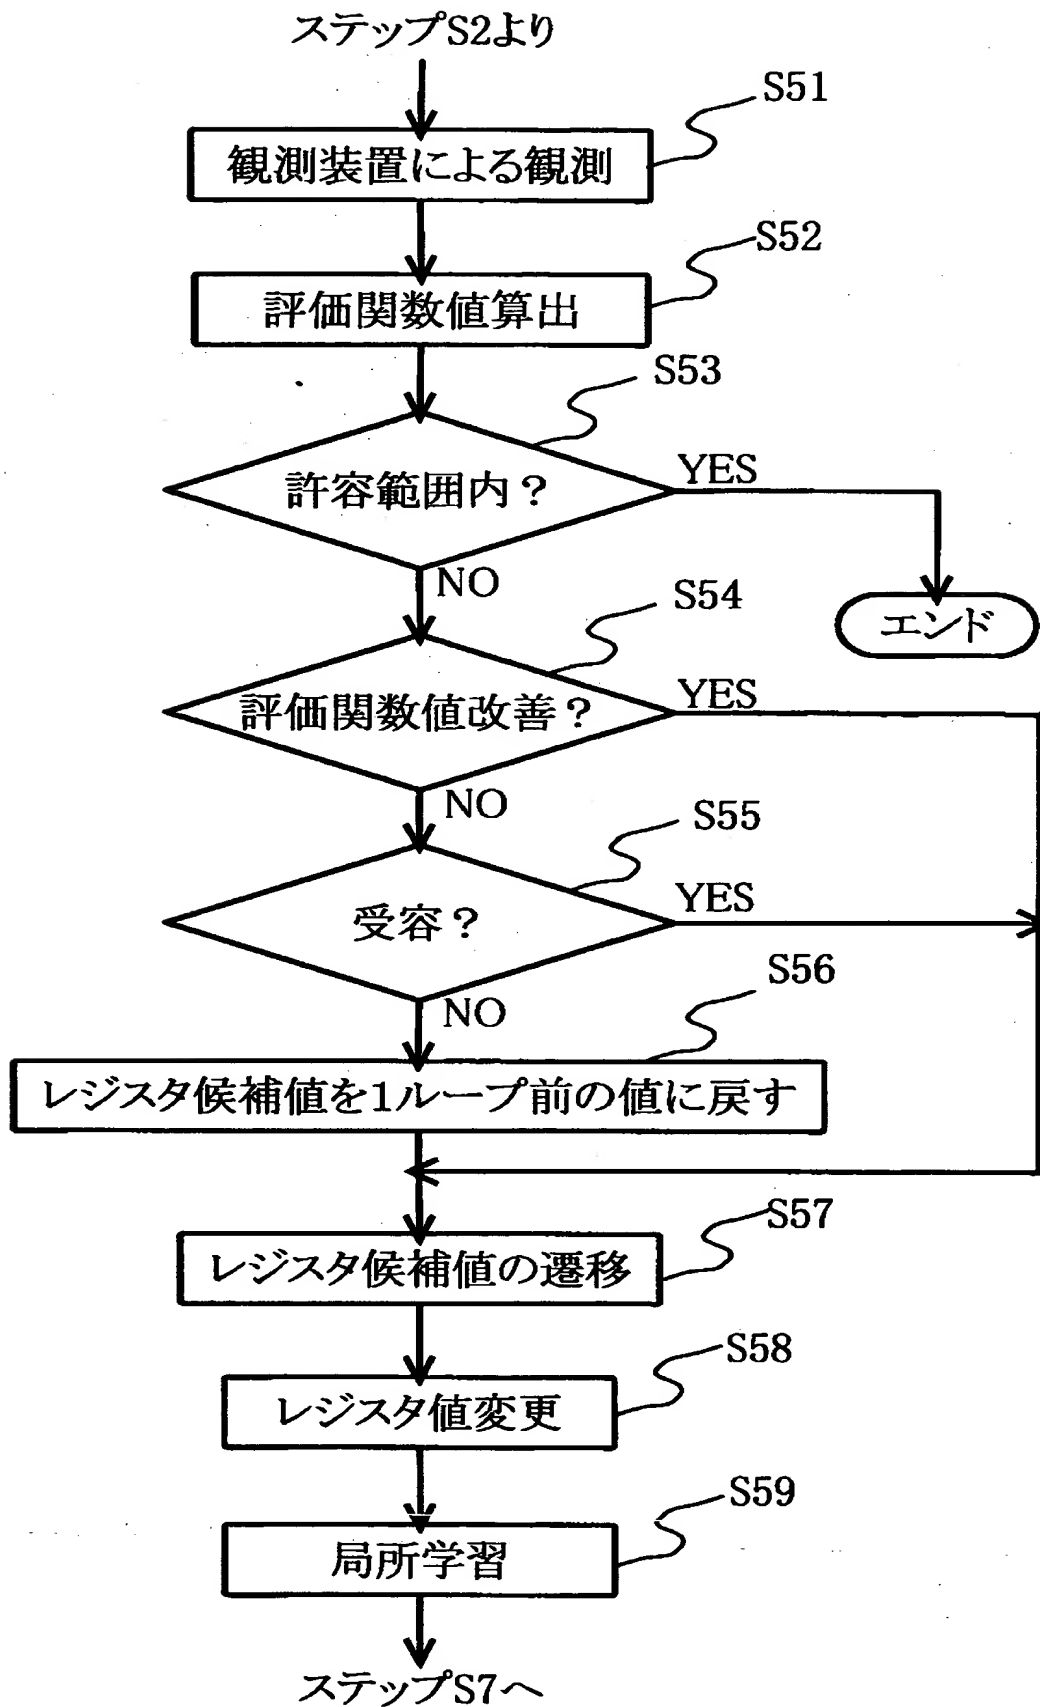 ステップS2より
S51
観測装置による観測
S52
評価関数値算出
S53
許容範囲内？
YES
NO
エンド
S54
評価関数値改善？
YES
NO
S55
受容？
YES
NO
S56
レジスタ候補値を1ループ前の値に戻す
S57
レジスタ候補値の遷移
S58
レジスタ値変更
S59
局所学習
ステップS7へ